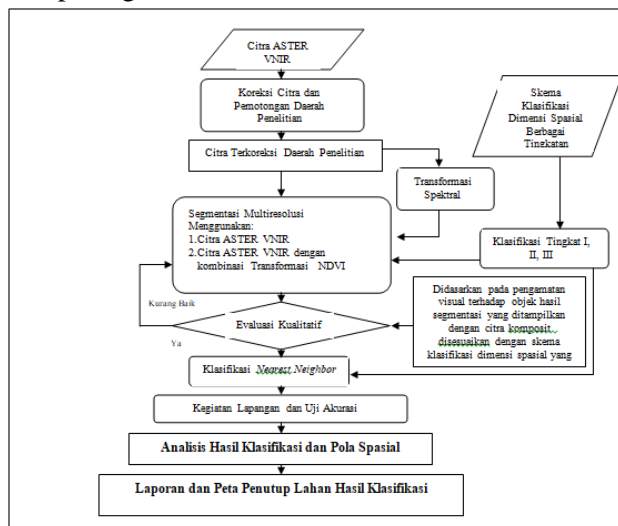 Citra ASTER
VNIR
Koreksi Citra dan
Pemotongan Daerah
Penelitian
Skema
Klasifikasi
Dimensi Spasial
Berbagai
Tingkatan
Citra Terkoreksi Daerah Penelitian
Transformasi
Spektral
Segmentasi Multiresolusi
Menggunakan:
1.Citra ASTER VNIR
2.Citra ASTER VNIR dengan
kombinasi Transformasi NDVI
Klasifikasi Tingkat I,
II, III
Kurang Baik
Didasarkan pada pengamatan
visual terhadap objek hasil
segmentasi yang ditampilkan
dengan citra komposit,
disesuaikan dengan skema
klasifikasi dimensi spasial yang
Evaluasi Kualitatif
Ya
Klasifikasi Nearest Neighbor
Kegiatan Lapangan dan Uji Akurasi
Analisis Hasil Klasifikasi dan Pola Spasial
Laporan dan Peta Penutup Lahan Hasil Klasifikasi